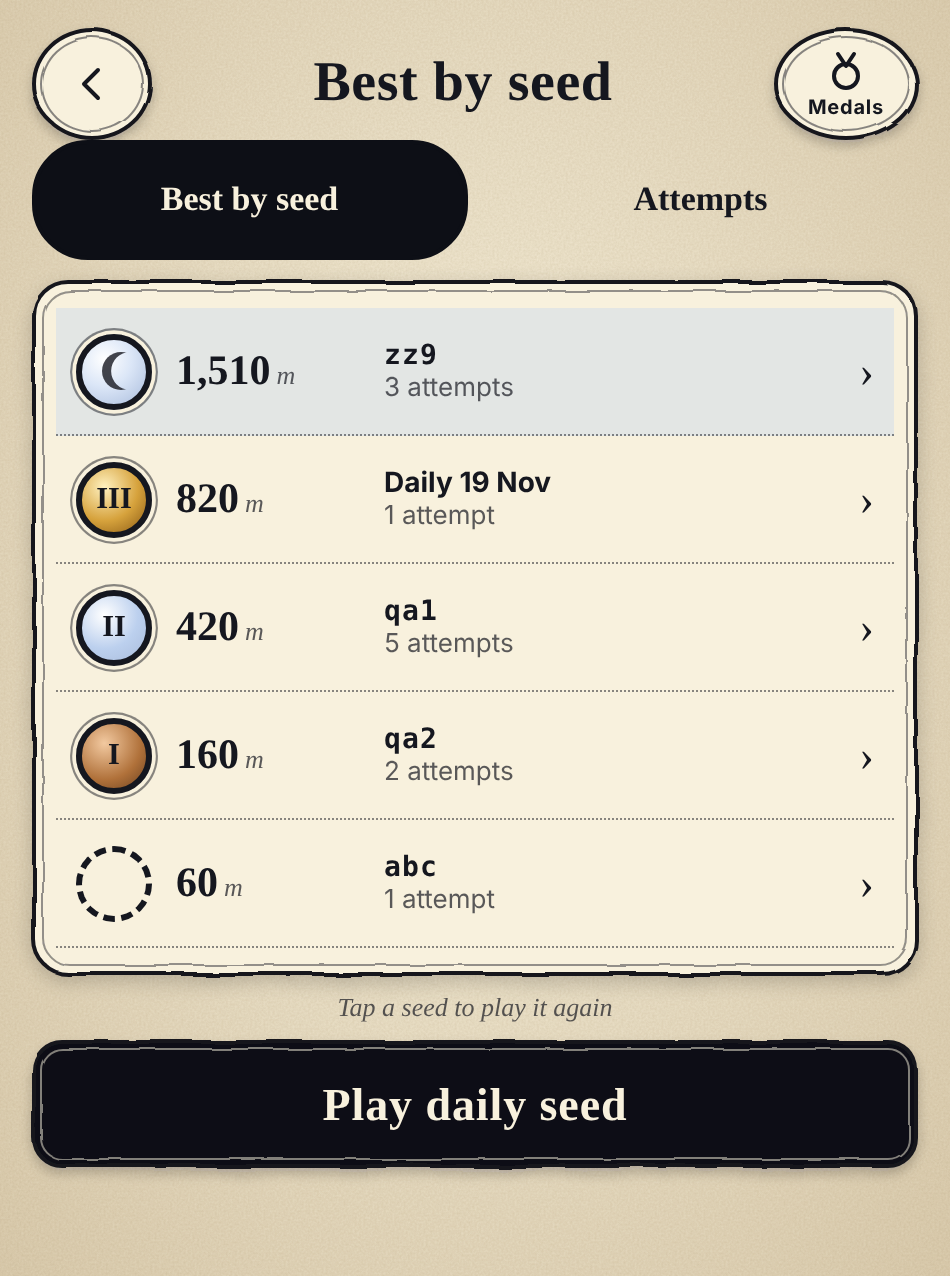 Best by seed
Medals
Best by seed
Attempts
1,510 m
zz9
3 attempts
III
820 m
Daily 19 Nov
1 attempt
II
420 m
qa1
5 attempts
I
160 m
qa2
2 attempts
60 m
abc
1 attempt
Tap a seed to play it again
Play daily seed